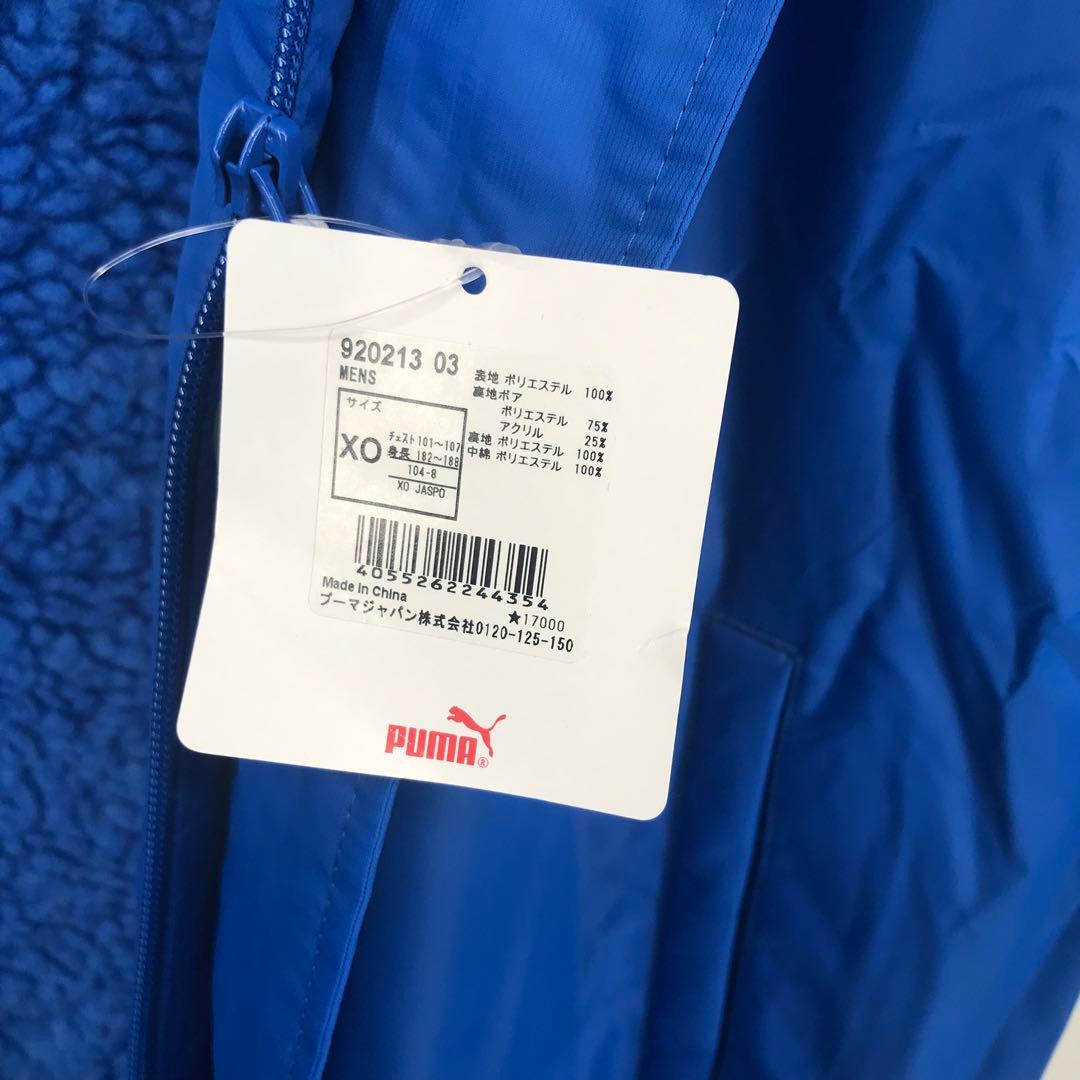 920213 03
MENS
サイズ
XO
チェスト101〜107
身長 182〜188
104-8
XO JASPO
表地 ポリエステル 100%
裏地ボア
ポリエステル 75%
アクリル 25%
裏地 ポリエステル 100%
中綿 ポリエステル 100%
4055262244354
Made in China
★17000
プーマジャパン株式会社0120-125-150
PUMA®